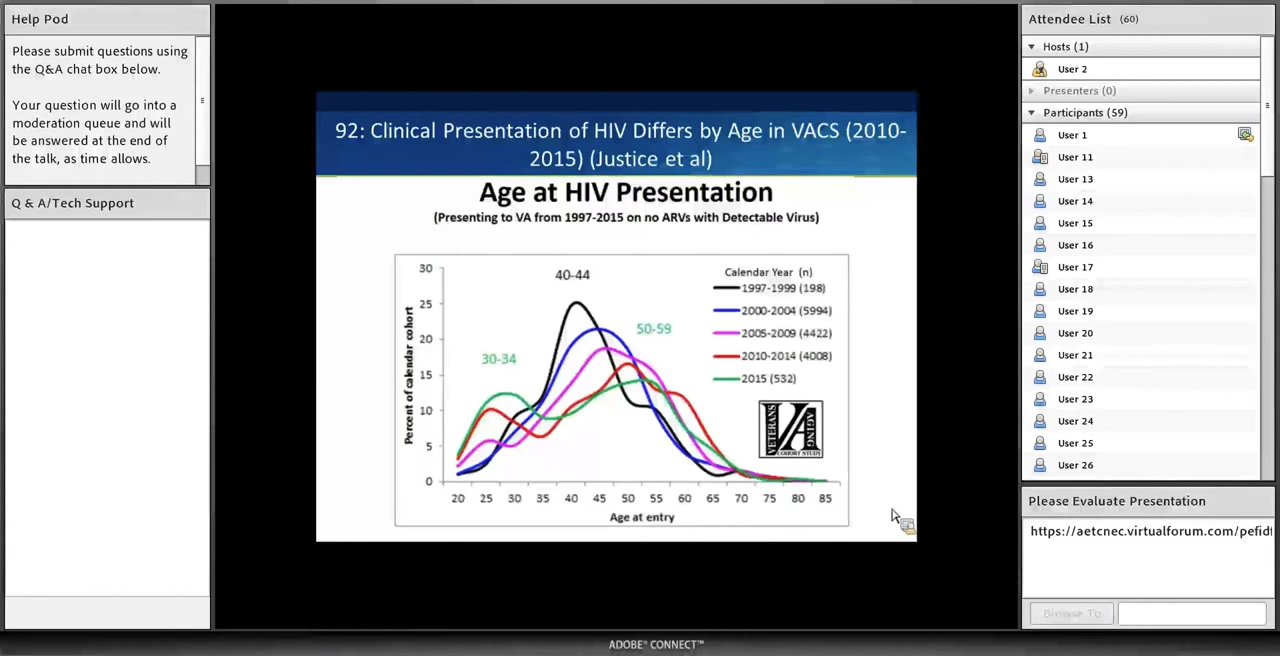 Help Pod
Please submit questions using
the Q&A chat box below.
Your question will go into a
moderation queue and will
be answered at the end of
the talk, as time allows.
Q & A/Tech Support
92: Clinical Presentation of HIV Differs by Age in VACS (2010-
2015) (Justice et al)
Age at HIV Presentation
(Presenting to VA from 1997-2015 on no ARVs with Detectable Virus)
Percent of calendar cohort
30
25
20
15
10
5
0
40-44
50-59
30-34
Calendar Year (n)
1997-1999 (198)
2000-2004 (5994)
2005-2009 (4422)
2010-2014 (4008)
2015 (532)
VETERANS
VA
AGING
COHORT STUDY
20 25 30 35 40 45 50 55 60 65 70 75 80 85
Age at entry
Attendee List (60)
Hosts (1)
User 2
Presenters (0)
Participants (59)
User 1
User 11
User 13
User 14
User 15
User 16
User 17
User 18
User 19
User 20
User 21
User 22
User 23
User 24
User 25
User 26
Please Evaluate Presentation
https://aetcnec.virtualforum.com/pefidf
Browse To
ADOBE® CONNECT™